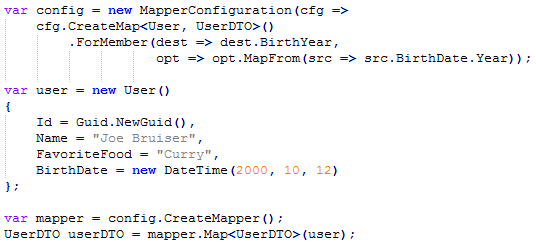 var config = new MapperConfiguration(cfg =>
    cfg.CreateMap<User, UserDTO>()
        .ForMember(dest => dest.BirthYear,
                   opt => opt.MapFrom(src => src.BirthDate.Year));

var user = new User()
{
    Id = Guid.NewGuid(),
    Name = "Joe Bruiser",
    FavoriteFood = "Curry",
    BirthDate = new DateTime(2000, 10, 12)
};

var mapper = config.CreateMapper();
UserDTO userDTO = mapper.Map<UserDTO>(user);